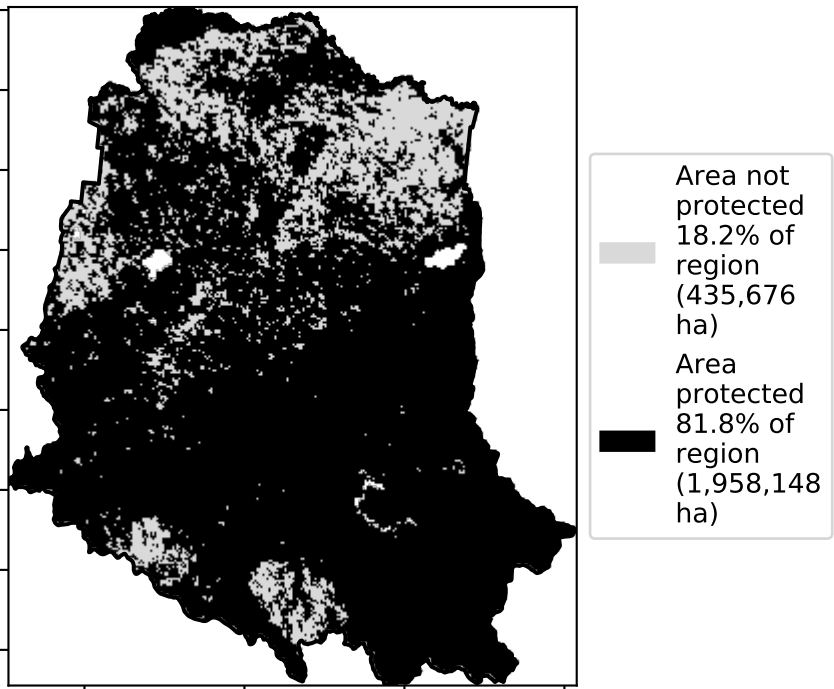 Area not
protected
18.2% of
region
(435,676
ha)
Area
protected
81.8% of
region
(1,958,148
ha)